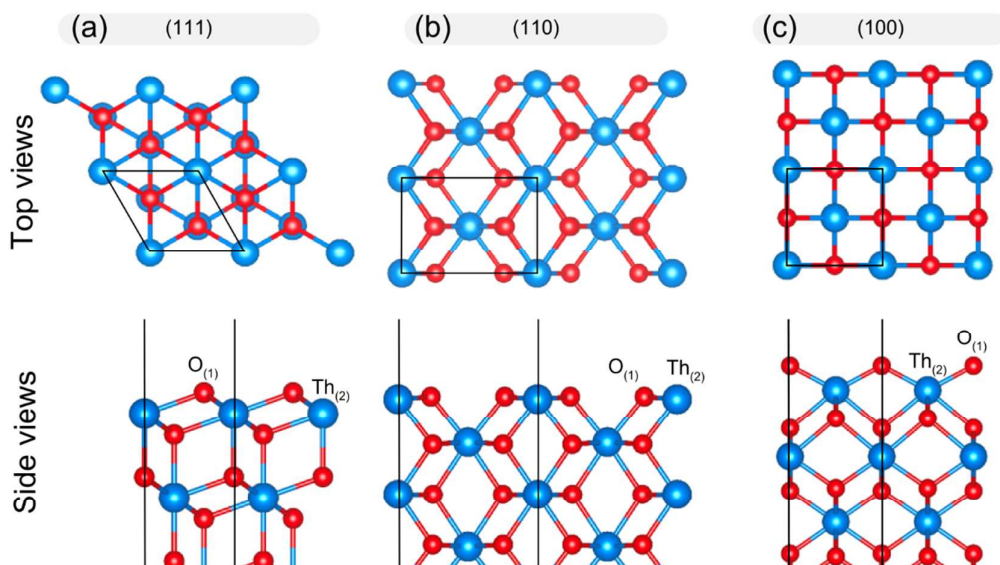 (a) (111)
(b) (110)
(c) (100)
Top views
Side views
O(1)
Th(2)
O(1)
Th(2)
Th(2)
O(1)